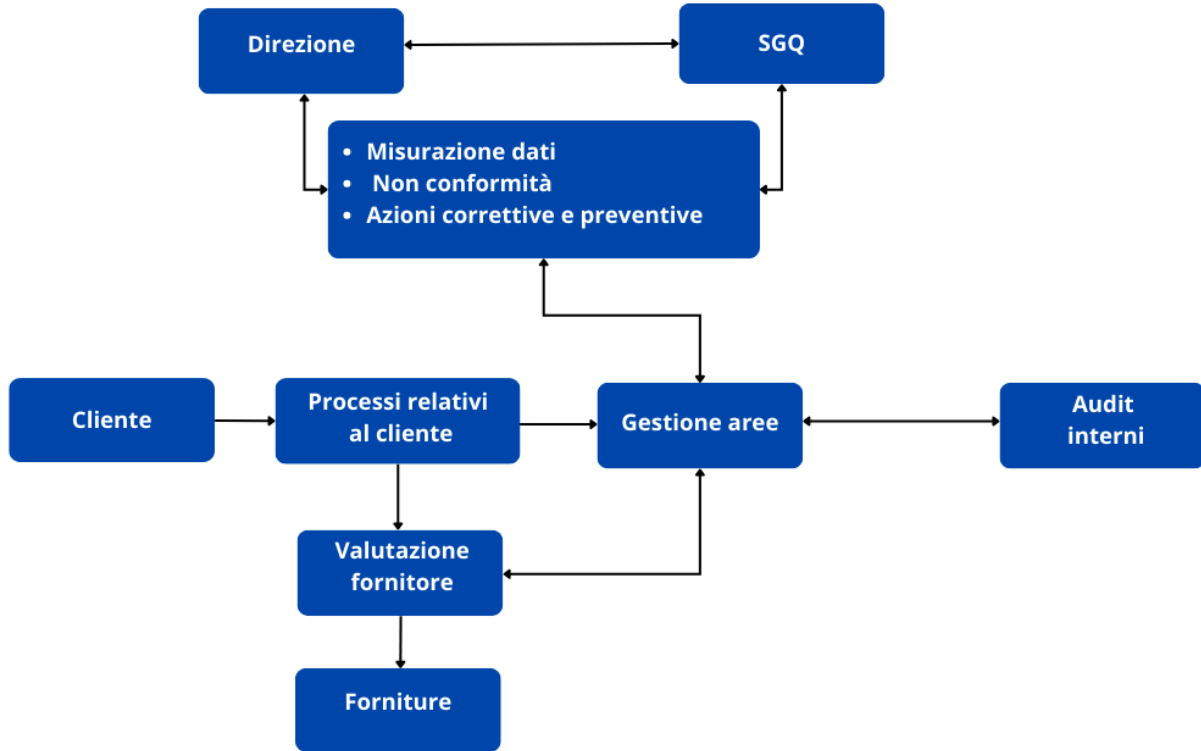 Direzione
SGQ
• Misurazione dati
• Non conformità
• Azioni correttive e preventive
Cliente
Processi relativi
al cliente
Gestione aree
Audit
interni
Valutazione
fornitore
Forniture